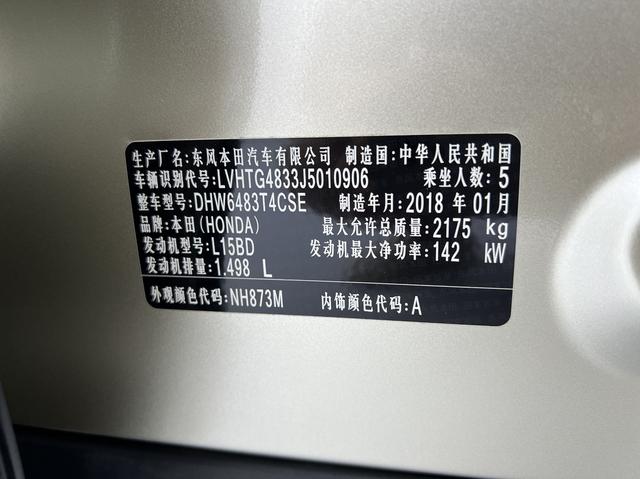 生产厂名:东风本田汽车有限公司 制造国:中华人民共和国
车辆识别代号:LVHTG4833J5010906 乘坐人数:5
整车型号:DHW6483T4CSE 制造年月:2018 年 01 月
品牌:本田(HONDA) 最大允许总质量:2175 kg
发动机型号:L15BD 发动机最大净功率:142 kW
发动机排量:1.498 L
外观颜色代码:NH873M 内饰颜色代码:A